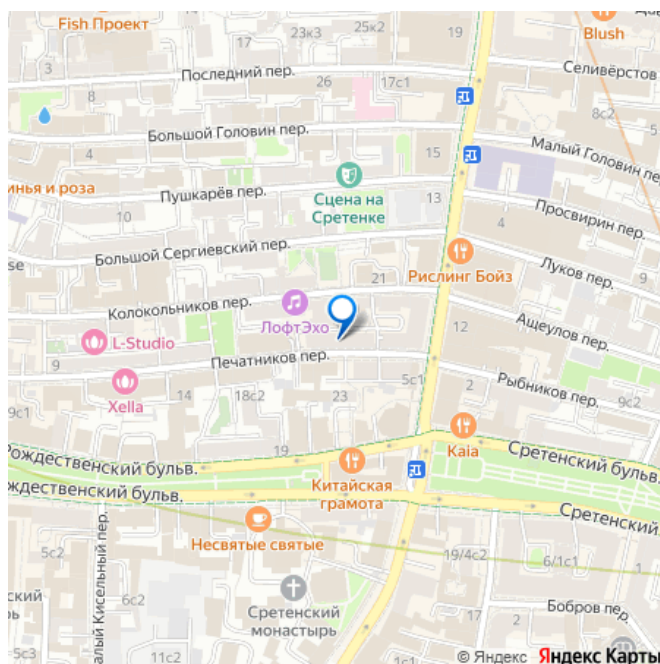 Fish Проект
23к3
25к2
19
Blush
3
Последний пер.
26
17с1
Селивёрстов
8
8с2
Большой Головин пер.
Малый Головин пер.
4
15
инья и роза
Пушкарёв пер.
Сцена на
Сретенке
13
Просвирин пер.
10
4
Большой Сергиевский пер.
Рислинг Бойз
Луков пер.
21
Колокольников пер.
ЛофтЭхо
12
Ащеулов пер.
L-Studio
9
Печатников пер.
5с1
2
Рыбников пер.
Xella
14
18с2
23
9с2
9с1
19
Kaia
Рождественский бульв.
Сретенский бульв.
Китайская
грамота
ждественский бульв.
Сретенский
Несвятые святые
5с2
алый Кисельный пер.
19/4с2
6/1с1
6с2
Сретенский
монастырь
Бобров пер.
5с3
11с2
© Яндекс Яндекс Карты